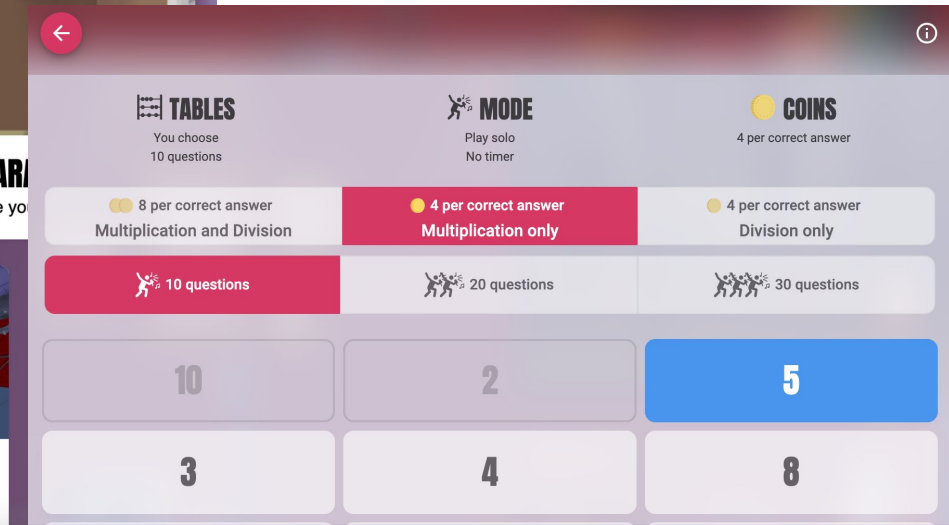 TABLES
You choose
10 questions
MODE
Play solo
No timer
COINS
4 per correct answer
8 per correct answer
Multiplication and Division
4 per correct answer
Multiplication only
4 per correct answer
Division only
10 questions
20 questions
30 questions
10
2
5
3
4
8